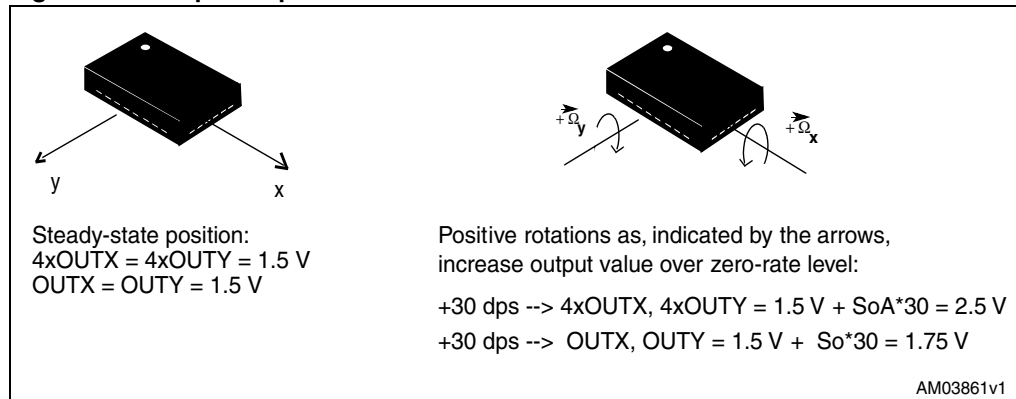 y
x
Steady-state position:
4xOUTX = 4xOUTY = 1.5 V
OUTX = OUTY = 1.5 V
+Ω y
+Ω x
Positive rotations as, indicated by the arrows,
increase output value over zero-rate level:
+30 dps --> 4xOUTX, 4xOUTY = 1.5 V + SoA*30 = 2.5 V
+30 dps --> OUTX, OUTY = 1.5 V + So*30 = 1.75 V
AM03861v1